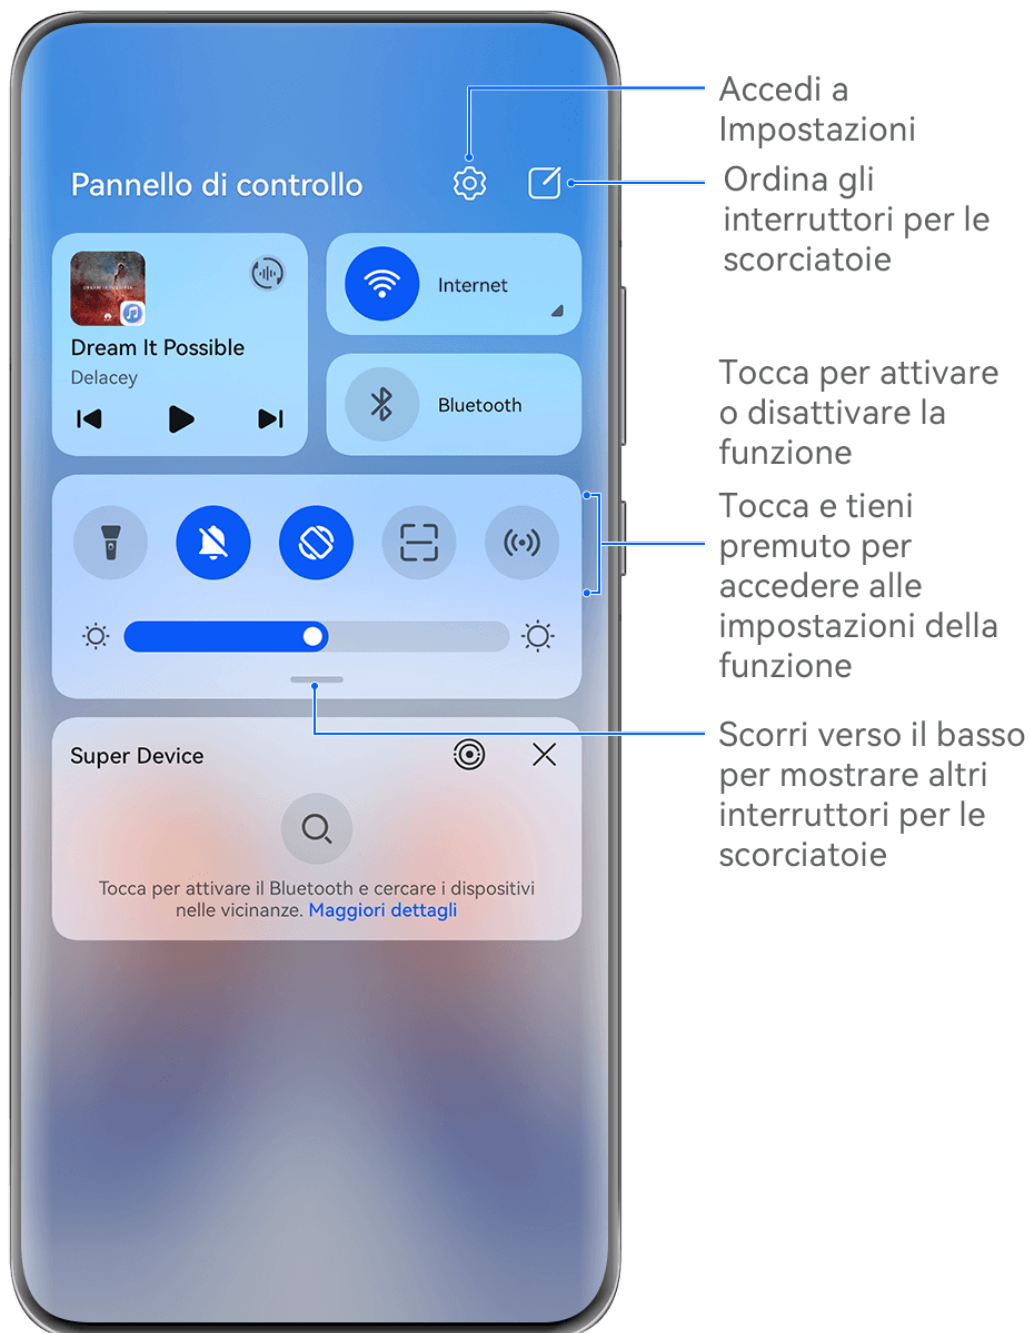 Accedi a
Impostazioni
Pannello di controllo
Ordina gli
interruttori per le
scorciatoie
Internet
Dream It Possible
Delacey
Bluetooth
Tocca per attivare
o disattivare la
funzione
Tocca e tieni
premuto per
accedere alle
impostazioni della
funzione
Scorri verso il basso
per mostrare altri
interruttori per le
scorciatoie
Super Device
Tocca per attivare il Bluetooth e cercare i dispositivi
nelle vicinanze. Maggiori dettagli